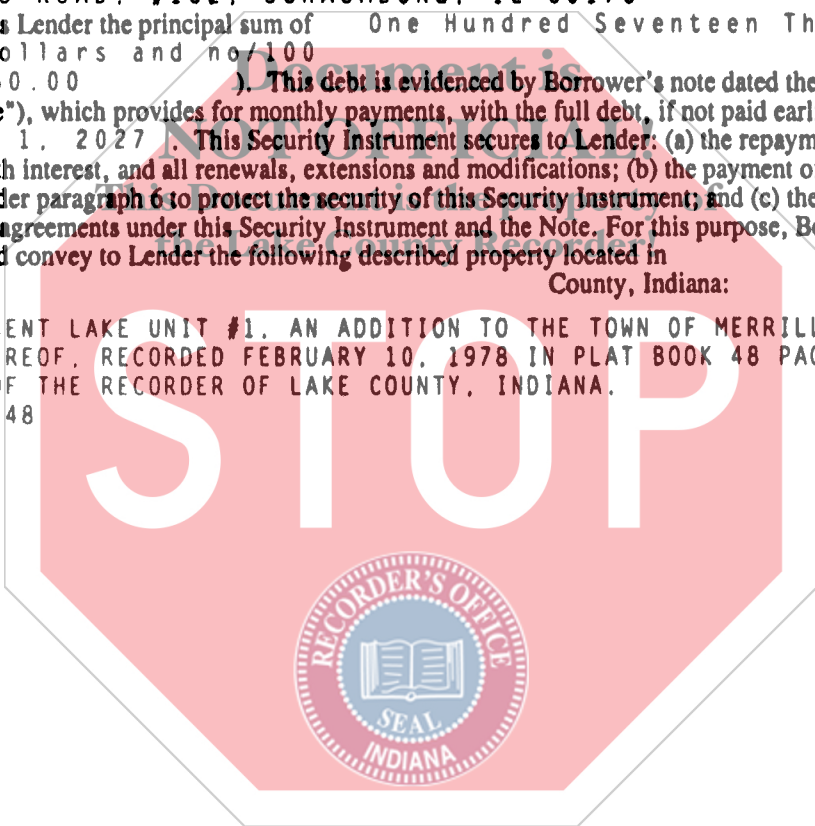 s Lender the principal sum of One Hundred Seventeen Th
ollars and no/100
0.00 ). This debt is evidenced by Borrower's note dated the
e"), which provides for monthly payments, with the full debt, if not paid earl
1. 2027 . This Security Instrument secures to Lender: (a) the repaym
h interest, and all renewals, extensions and modifications; (b) the payment o
der paragraph 6 to protect the security of this Security Instrument; and (c) the
agreements under this Security Instrument and the Note. For this purpose, Bo
d convey to Lender the following described property located in
County, Indiana:
ENT LAKE UNIT #1. AN ADDITION TO THE TOWN OF MERRILL
REOF, RECORDED FEBRUARY 10, 1978 IN PLAT BOOK 48 PAG
OF THE RECORDER OF LAKE COUNTY, INDIANA.
48
Document is
NOT OFFICIAL!
This Document is the property of
the Lake County Recorder!
STOP
RECORDER'S OFFICE
SEAL
INDIANA